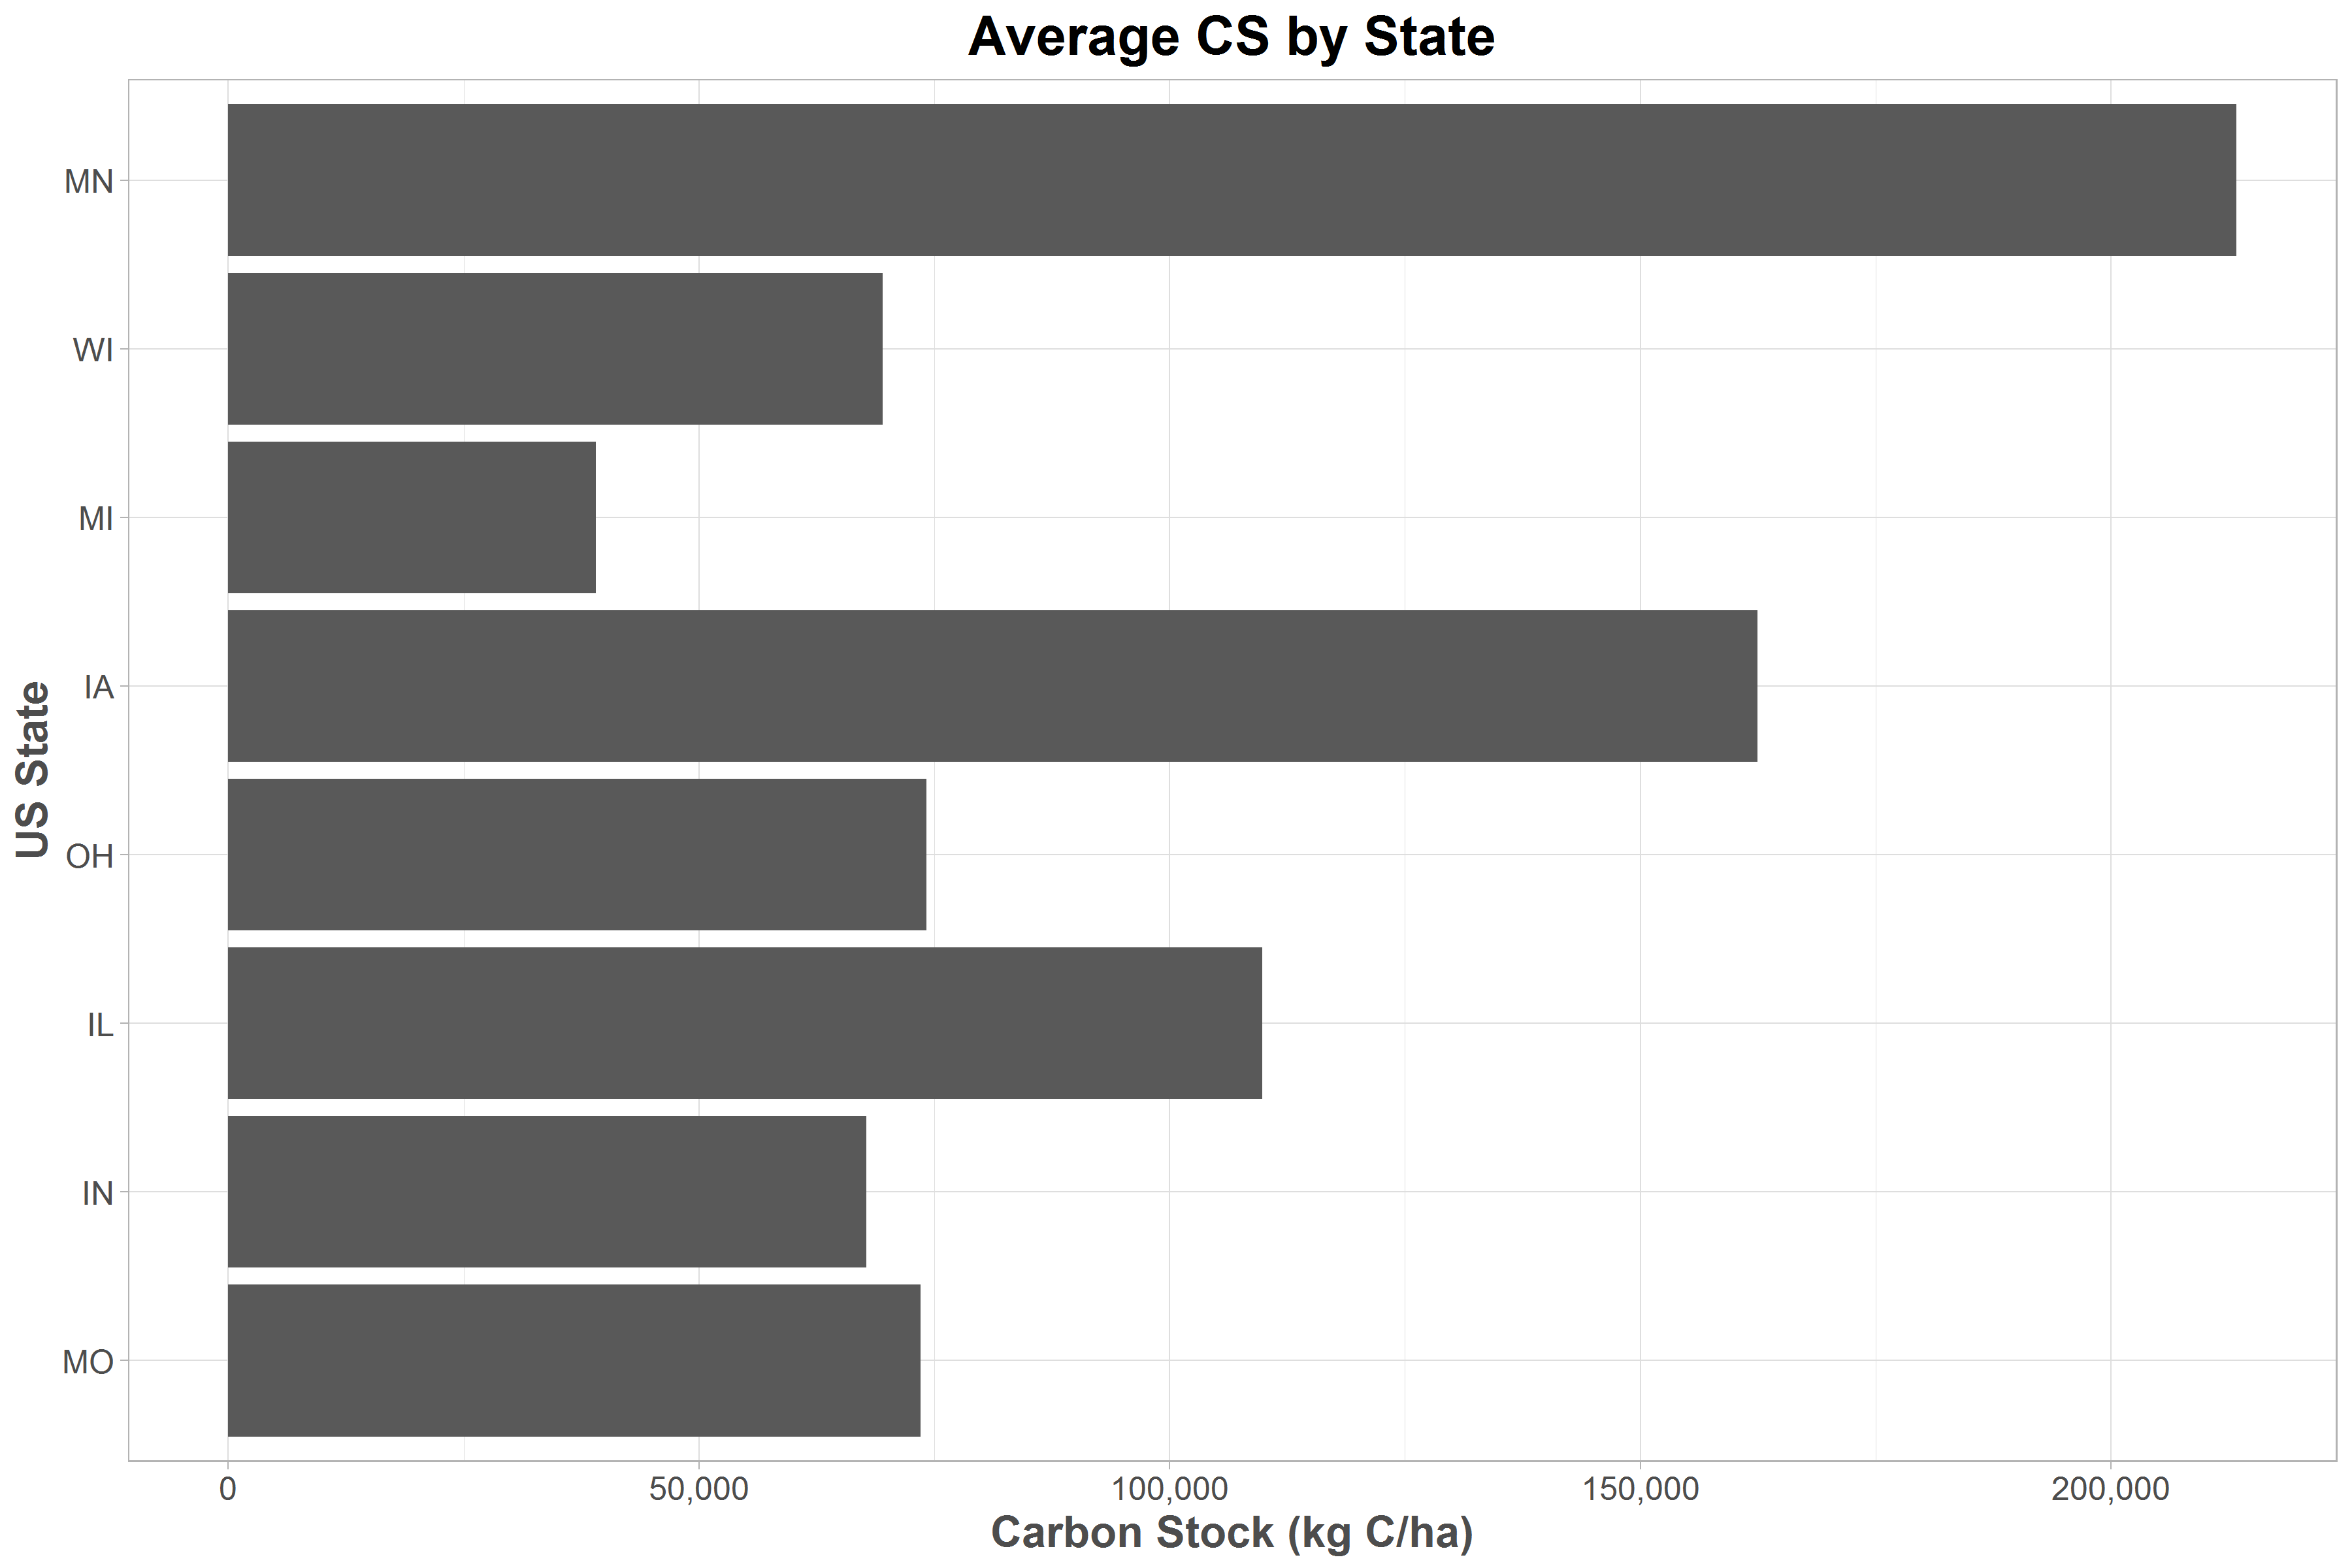 Average CS by State
MN
WI
MI
IA
OH
IL
IN
MO
US State
0 50,000 100,000 150,000 200,000
Carbon Stock (kg C/ha)